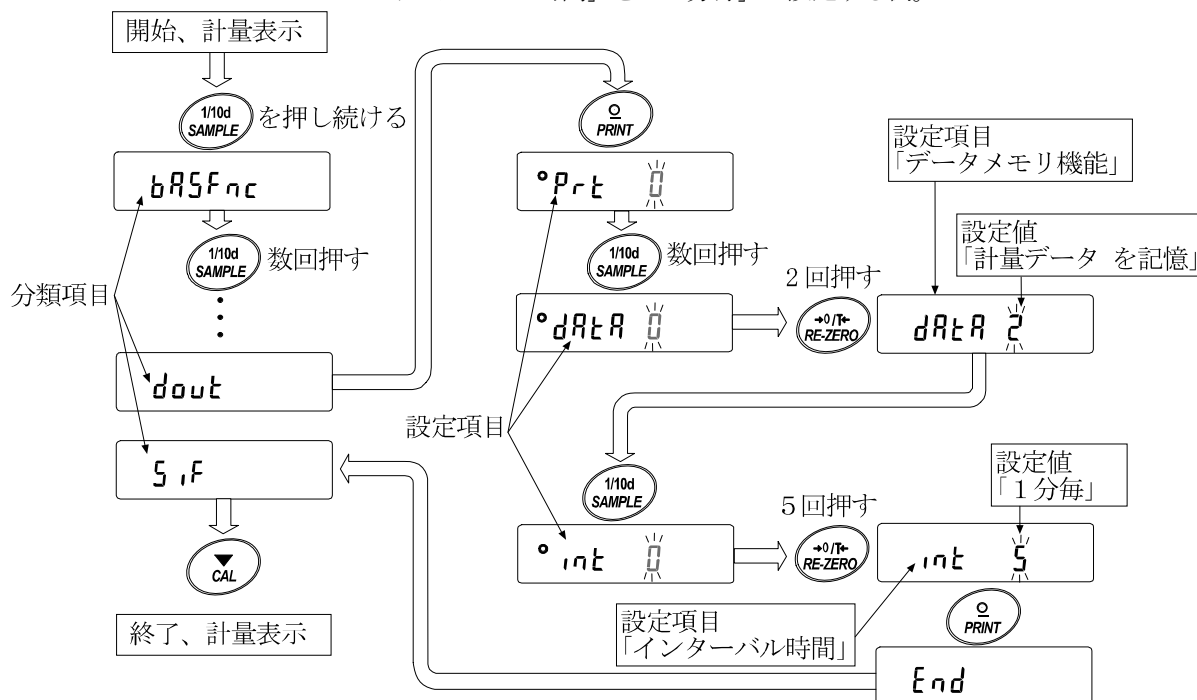 開始、計量表示
1/10d
SAMPLE
を押し続ける
bASFnc
1/10d
SAMPLE
数回押す
分類項目
dout
SiF
CAL
終了、計量表示
PRINT
Prt 0
1/10d
SAMPLE
数回押す
dAtA 0
設定項目
2回押す
→0/T←
RE-ZERO
設定項目
「データメモリ機能」
設定値
「計量データ を記憶」
dAtA 2
1/10d
SAMPLE
int 0
5回押す
→0/T←
RE-ZERO
設定値
「1分毎」
int 5
設定項目
「インターバル時間」
PRINT
End